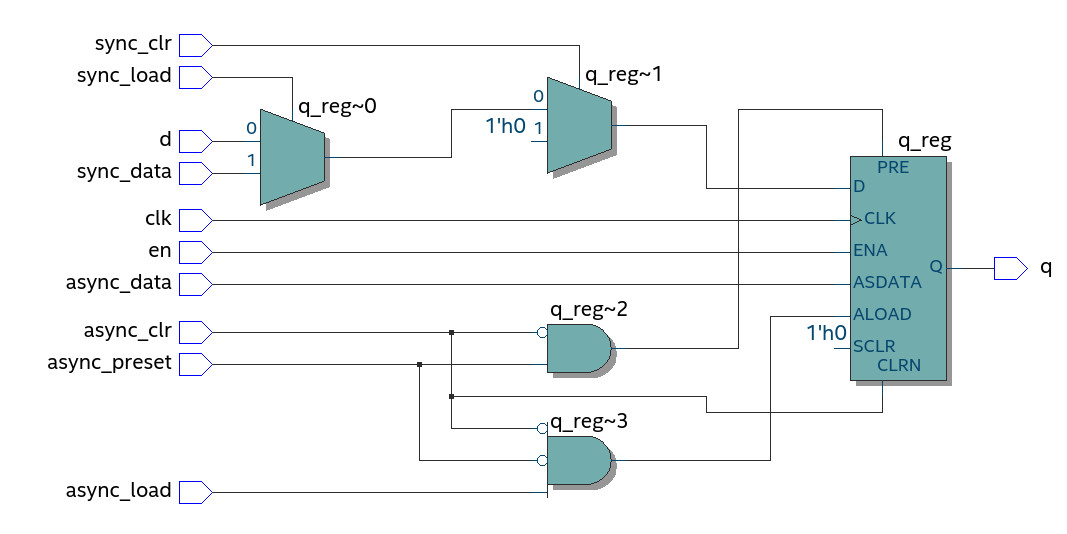 sync_clr
sync_load
q_reg~0
q_reg~1
0
1'h0 1
d
0
sync_data
1
q_reg
PRE
D
clk
CLK
en
ENA
async_data
ASDATA
Q
q
async_clr
q_reg~2
ALOAD
1'h0
SCLR
async_preset
CLRN
q_reg~3
async_load